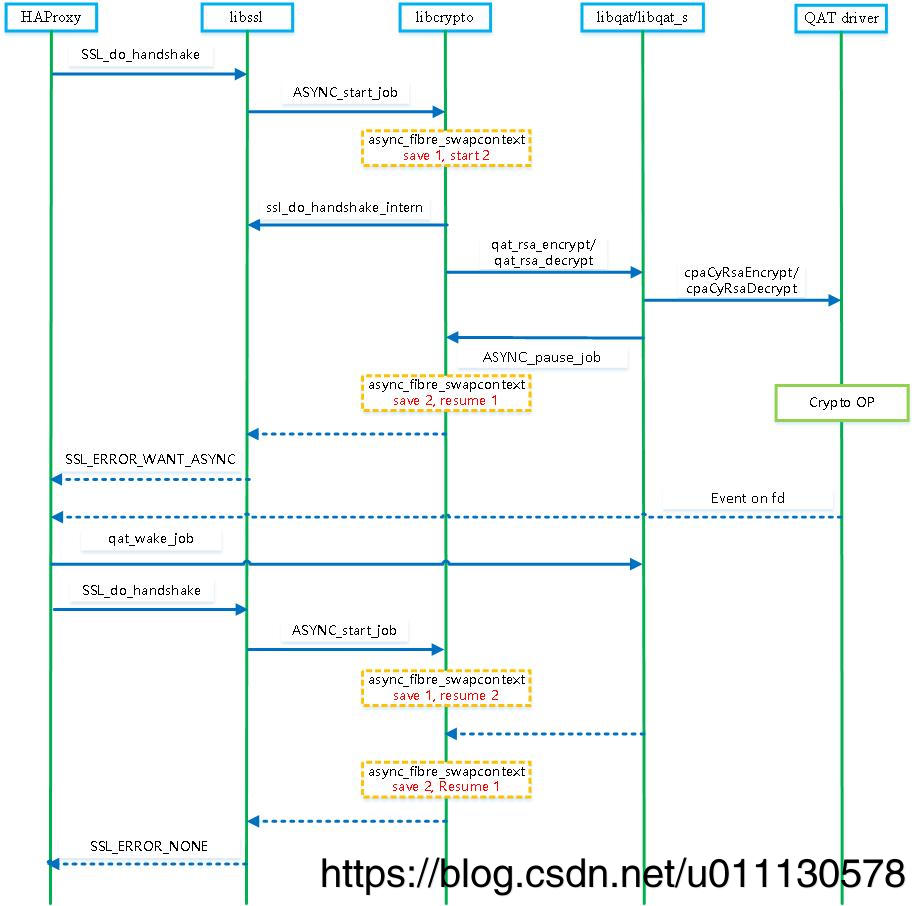 HAProxy
libssl
libcrypto
libqat/libqat_s
QAT driver
SSL_do_handshake
ASYNC_start_job
async_fibre_swapcontext
save 1, start 2
ssl_do_handshake_intern
qat_rsa_encrypt/
qat_rsa_decrypt
cpaCyRsaEncrypt/
cpaCyRsaDecrypt
ASYNC_pause_job
async_fibre_swapcontext
save 2, resume 1
Crypto OP
SSL_ERROR_WANT_ASYNC
Event on fd
qat_wake_job
SSL_do_handshake
ASYNC_start_job
async_fibre_swapcontext
save 1, resume 2
async_fibre_swapcontext
save 2, Resume 1
SSL_ERROR_NONE
https://blog.csdn.net/u011130578